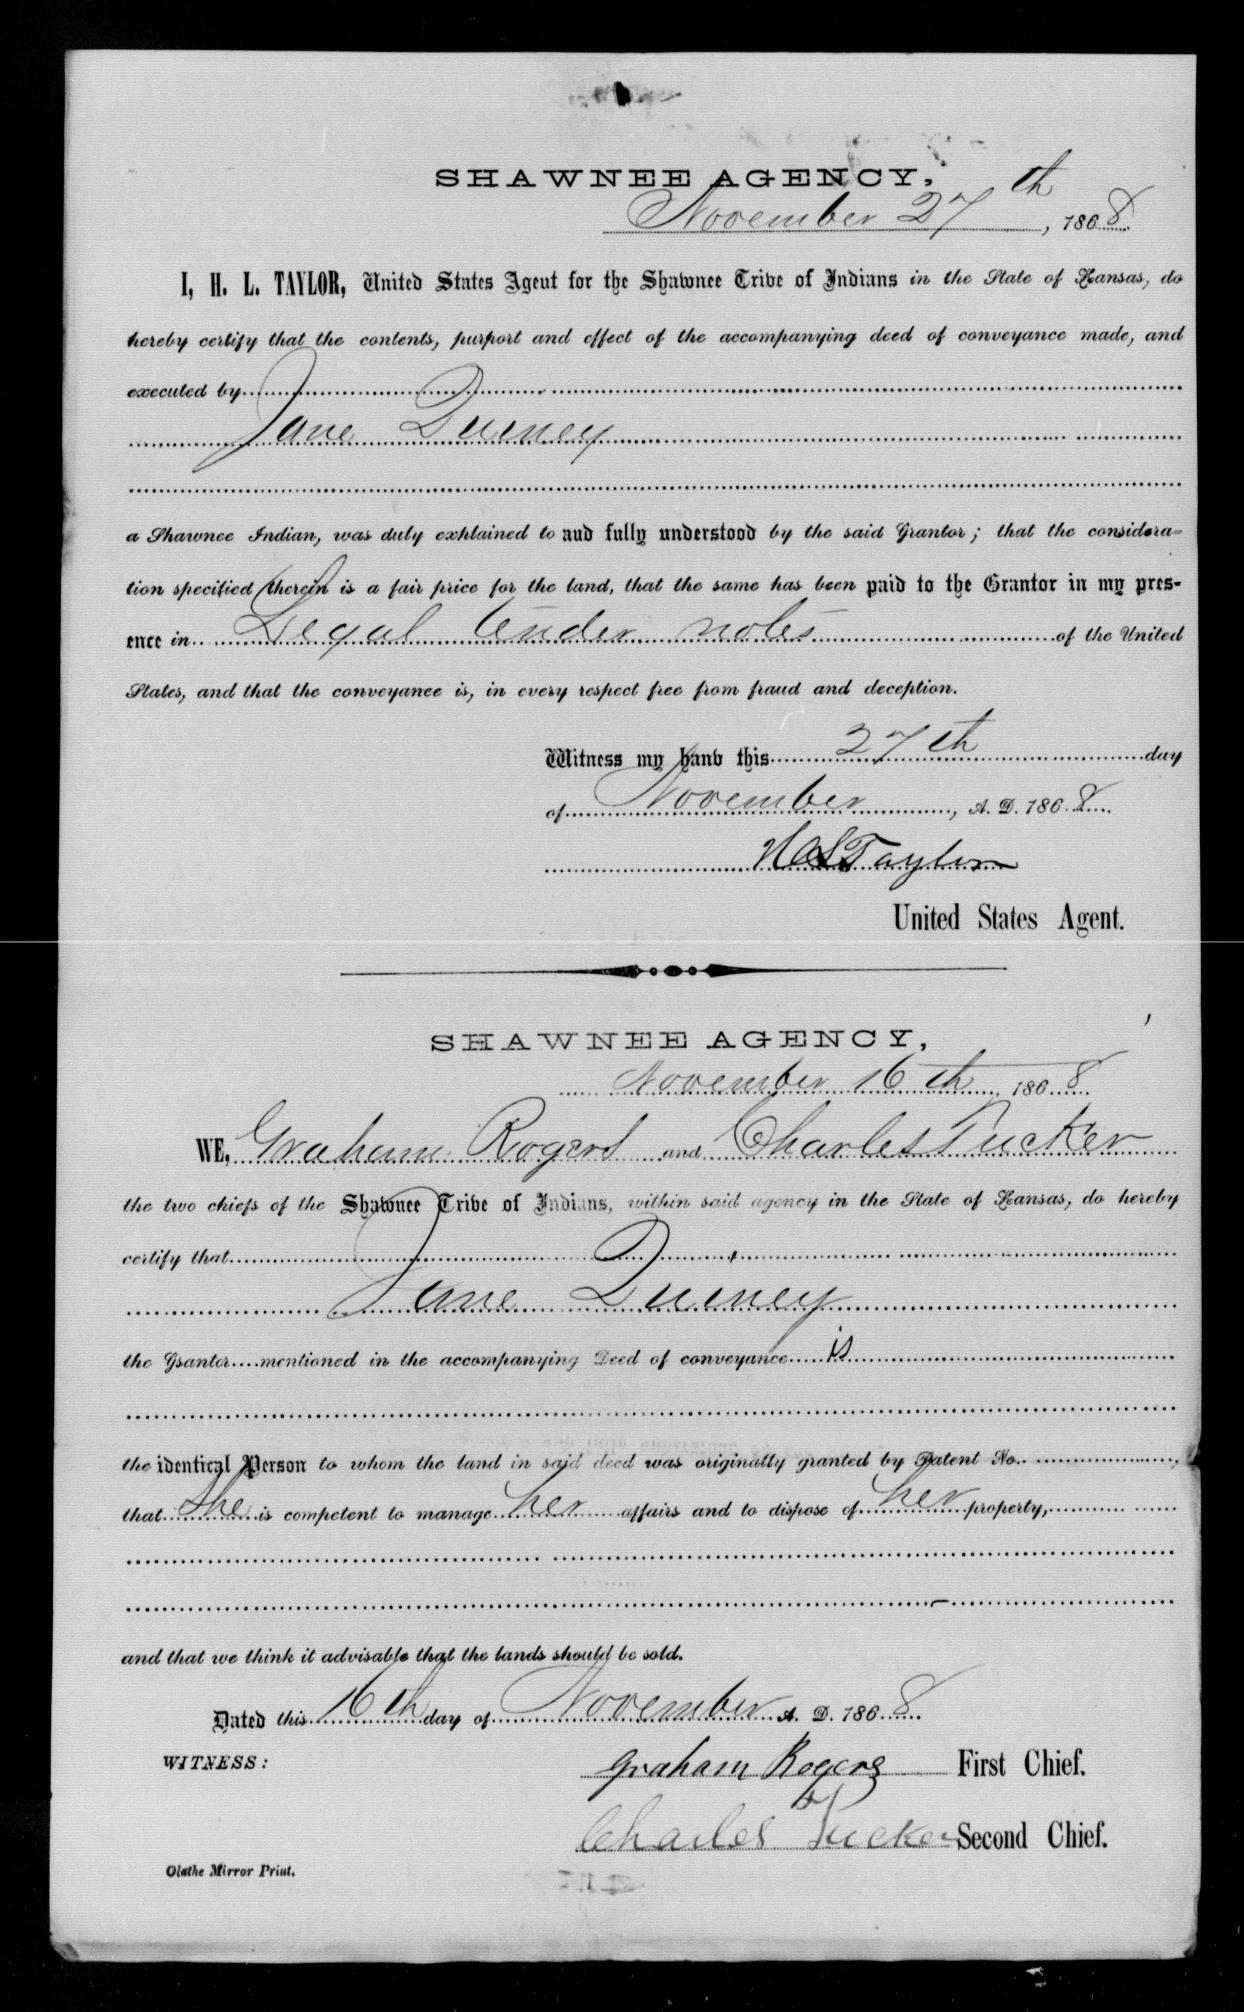 SHAWNEE AGENCY,
November 27th, 1868.
I, H. L. TAYLOR, United States Agent for the Shawnee Tribe of Indians in the State of Kansas, do
hereby certify that the contents, purport and effect of the accompanying deed of conveyance made, and
executed by
Jane Dueney
a Shawnee Indian, was duly explained to and fully understood by the said Grantor; that the considera-
tion specified therein is a fair price for the land, that the same has been paid to the Grantor in my pres-
ence in Legal tender notes of the United
States, and that the conveyance is, in every respect free from fraud and deception.
Witness my hand this 27th day
of November, A. D. 1868
H L Taylor
United States Agent.
SHAWNEE AGENCY,
November 16th, 1868
WE, Graham Rogers and Charles Tucker
the two chiefs of the Shawnee Tribe of Indians, within said agency in the State of Kansas, do hereby
certify that
Jane Dueney
the Grantor mentioned in the accompanying Deed of conveyance is
the identical Person to whom the land in said deed was originally granted by Patent No.
that she is competent to manage her affairs and to dispose of her property,
and that we think it advisable that the lands should be sold.
Dated this 16th day of November A. D. 1868
WITNESS:
Graham Rogers First Chief.
Charles Tucker Second Chief.
Olathe Mirror Print.